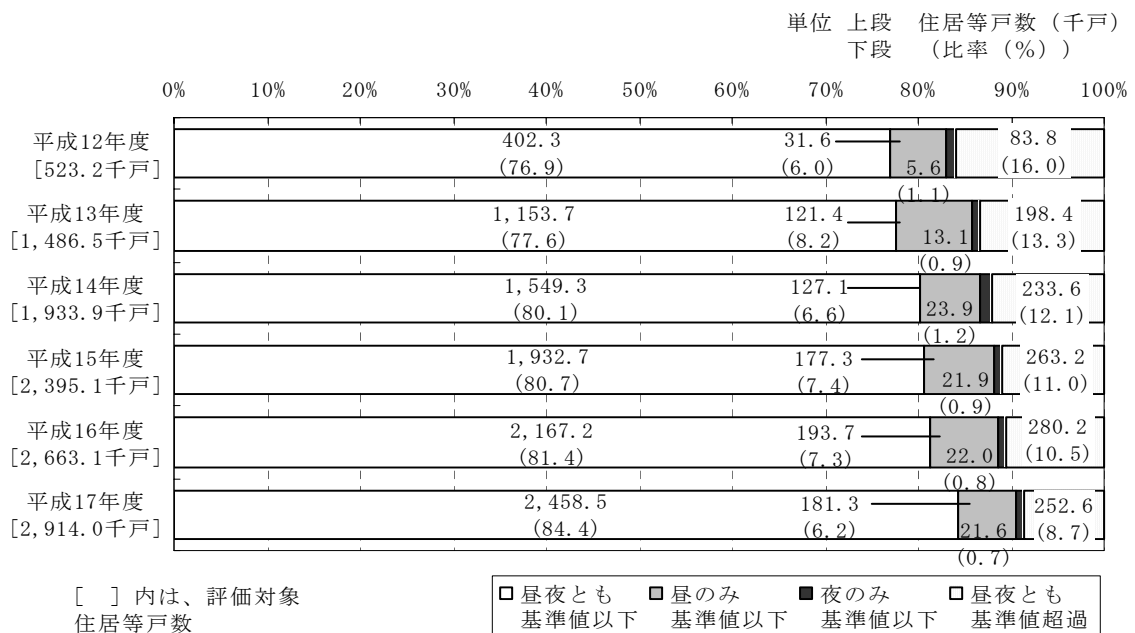 単位 上段 住居等戸数（千戸）
下段 （比率（%））
0% 10% 20% 30% 40% 50% 60% 70% 80% 90% 100%
平成12年度
[523.2千戸]
402.3 31.6 5.6 83.8
(76.9) (6.0) (1.1) (16.0)
平成13年度
[1,486.5千戸]
1,153.7 121.4 13.1 198.4
(77.6) (8.2) (0.9) (13.3)
平成14年度
[1,933.9千戸]
1,549.3 127.1 23.9 233.6
(80.1) (6.6) (1.2) (12.1)
平成15年度
[2,395.1千戸]
1,932.7 177.3 21.9 263.2
(80.7) (7.4) (0.9) (11.0)
平成16年度
[2,663.1千戸]
2,167.2 193.7 22.0 280.2
(81.4) (7.3) (0.8) (10.5)
平成17年度
[2,914.0千戸]
2,458.5 181.3 21.6 252.6
(84.4) (6.2) (0.7) (8.7)
[ ]内は、評価対象
住居等戸数
昼夜とも
基準値以下
昼のみ
基準値以下
夜のみ
基準値以下
昼夜とも
基準値超過